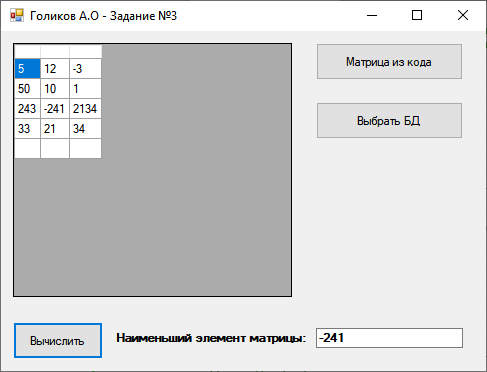 Голиков А.О - Задание №3
5 12 -3
50 10 1
243 -241 2134
33 21 34
Матрица из кода
Выбрать БД
Вычислить
Наименьший элемент матрицы:
-241